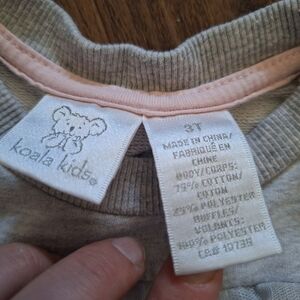 koala kids®
3T
MADE IN CHINA/
FABRIQUÉ EN
CHINE
BODY/CORPS:
75% COTTON/
COTON
25% POLYESTER
RUFFLES/
VOLANTS:
100% POLYESTER
CA# 10739